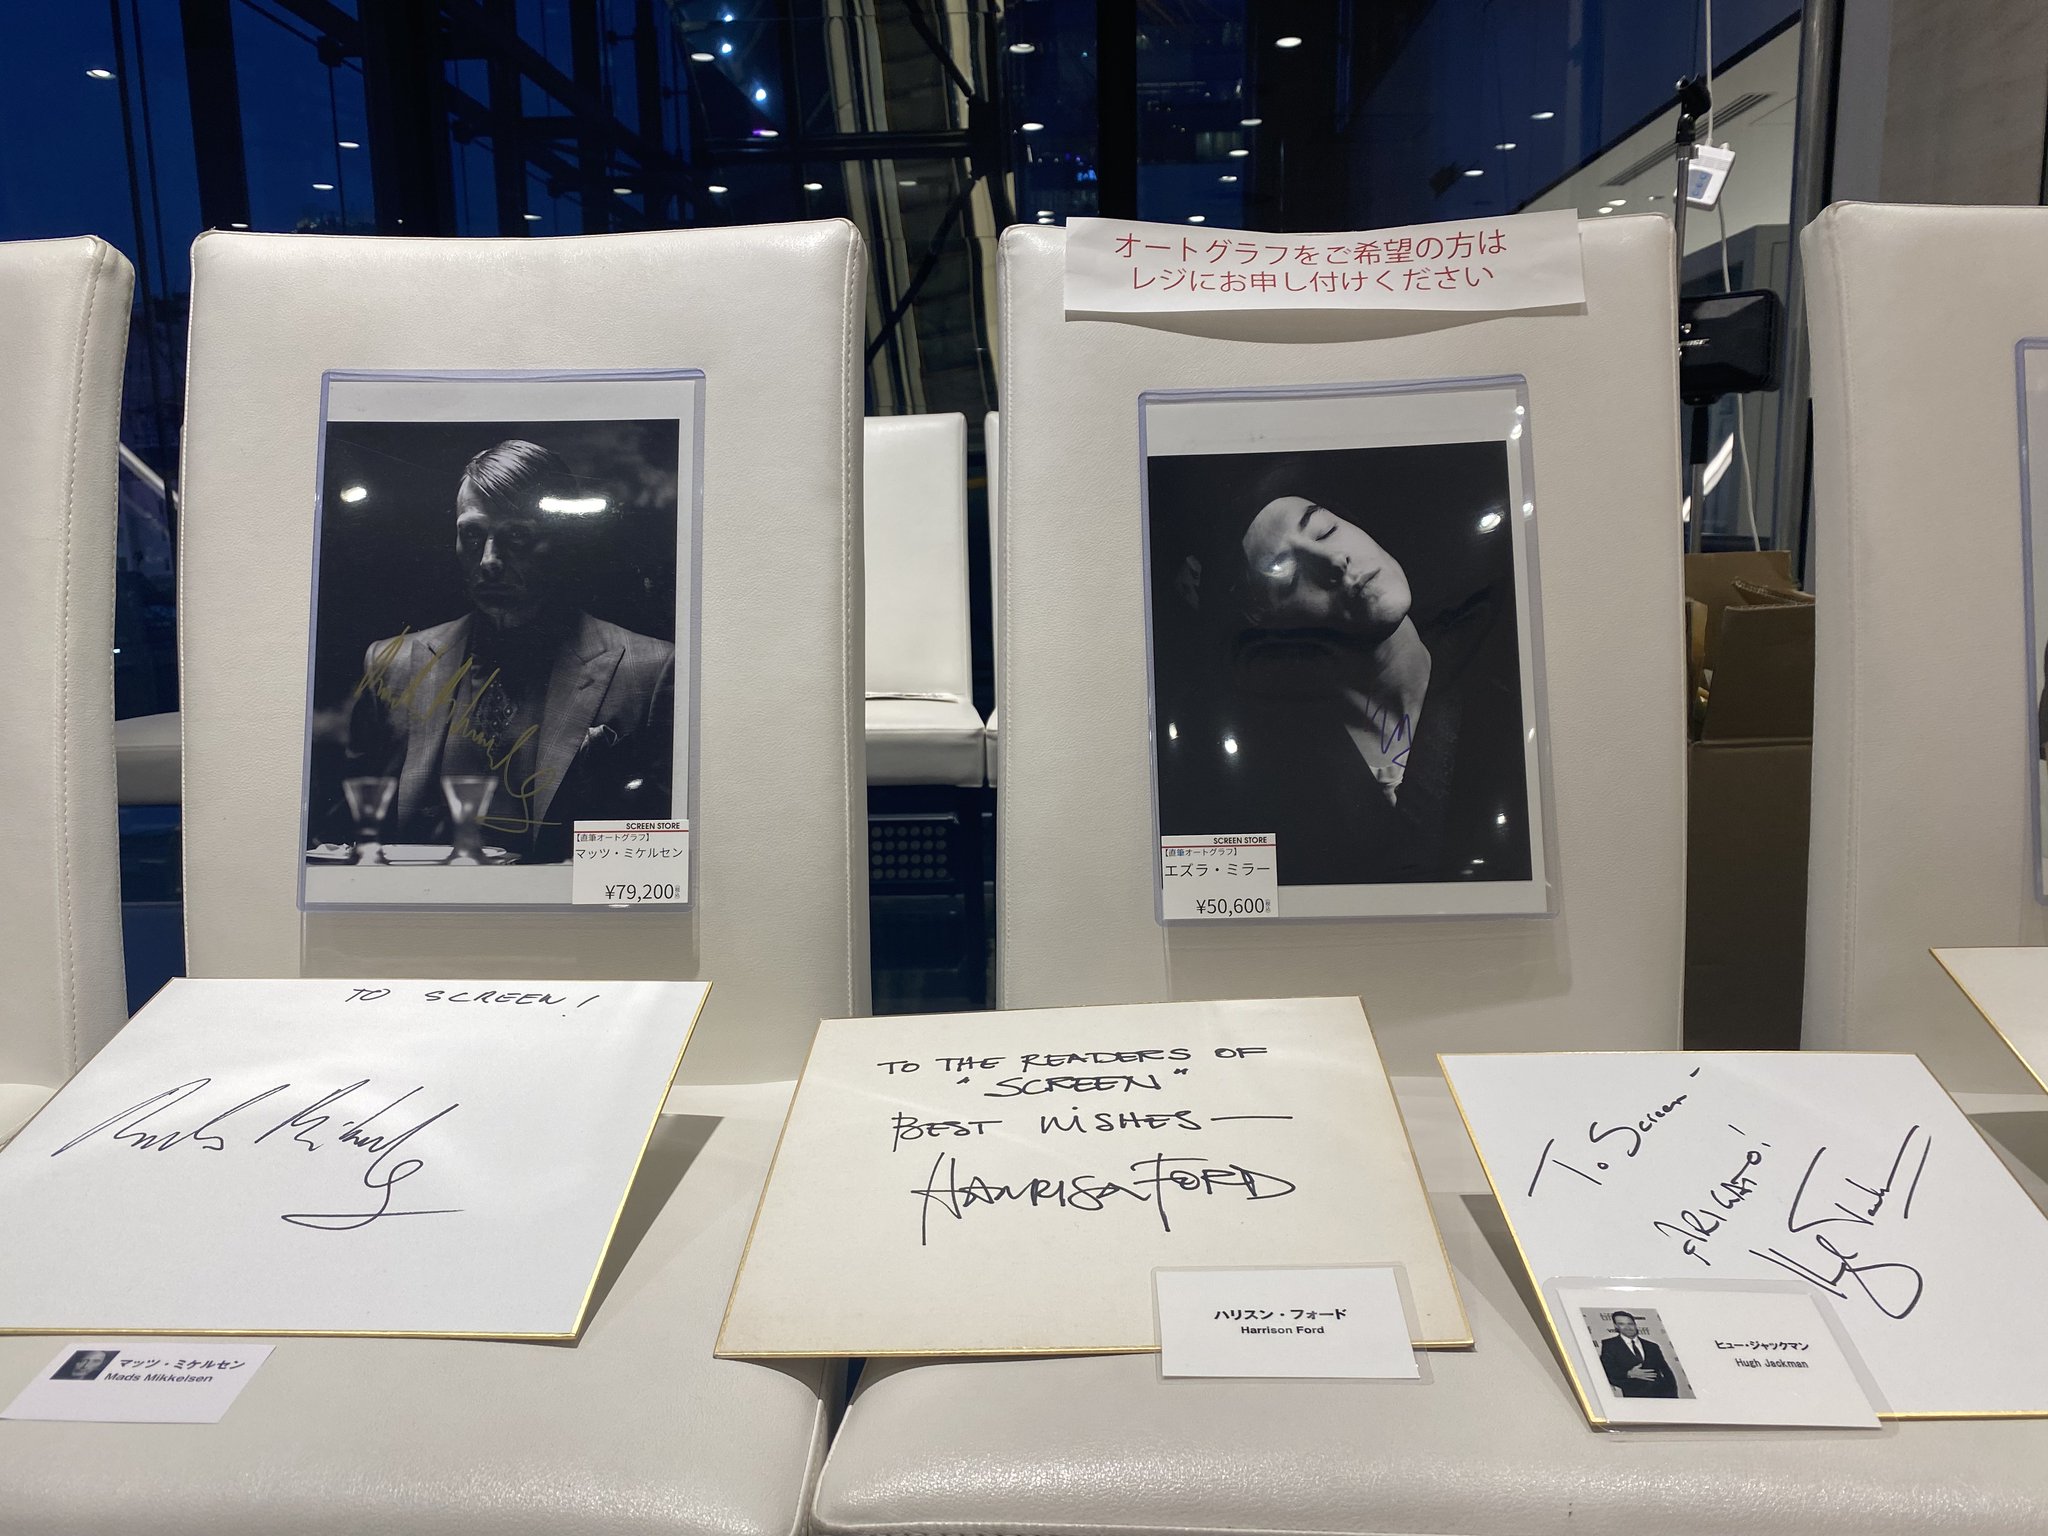 オートグラフをご希望の方は
レジにお申し付けください
SCREEN STORE
【直筆オートグラフ】
マッツ・ミケルセン
¥79,200
SCREEN STORE
【直筆オートグラフ】
エズラ・ミラー
¥50,600
TO SCREEN!
Mads Mikkelsen
マッツ・ミケルセン
Mads Mikkelsen
TO THE READERS OF
"SCREEN"
BEST WISHES—
HARRISON FORD
ハリスン・フォード
Harrison Ford
To Screen-
ARIGATO!
Hugh Jackman
ヒュー・ジャックマン
Hugh Jackman